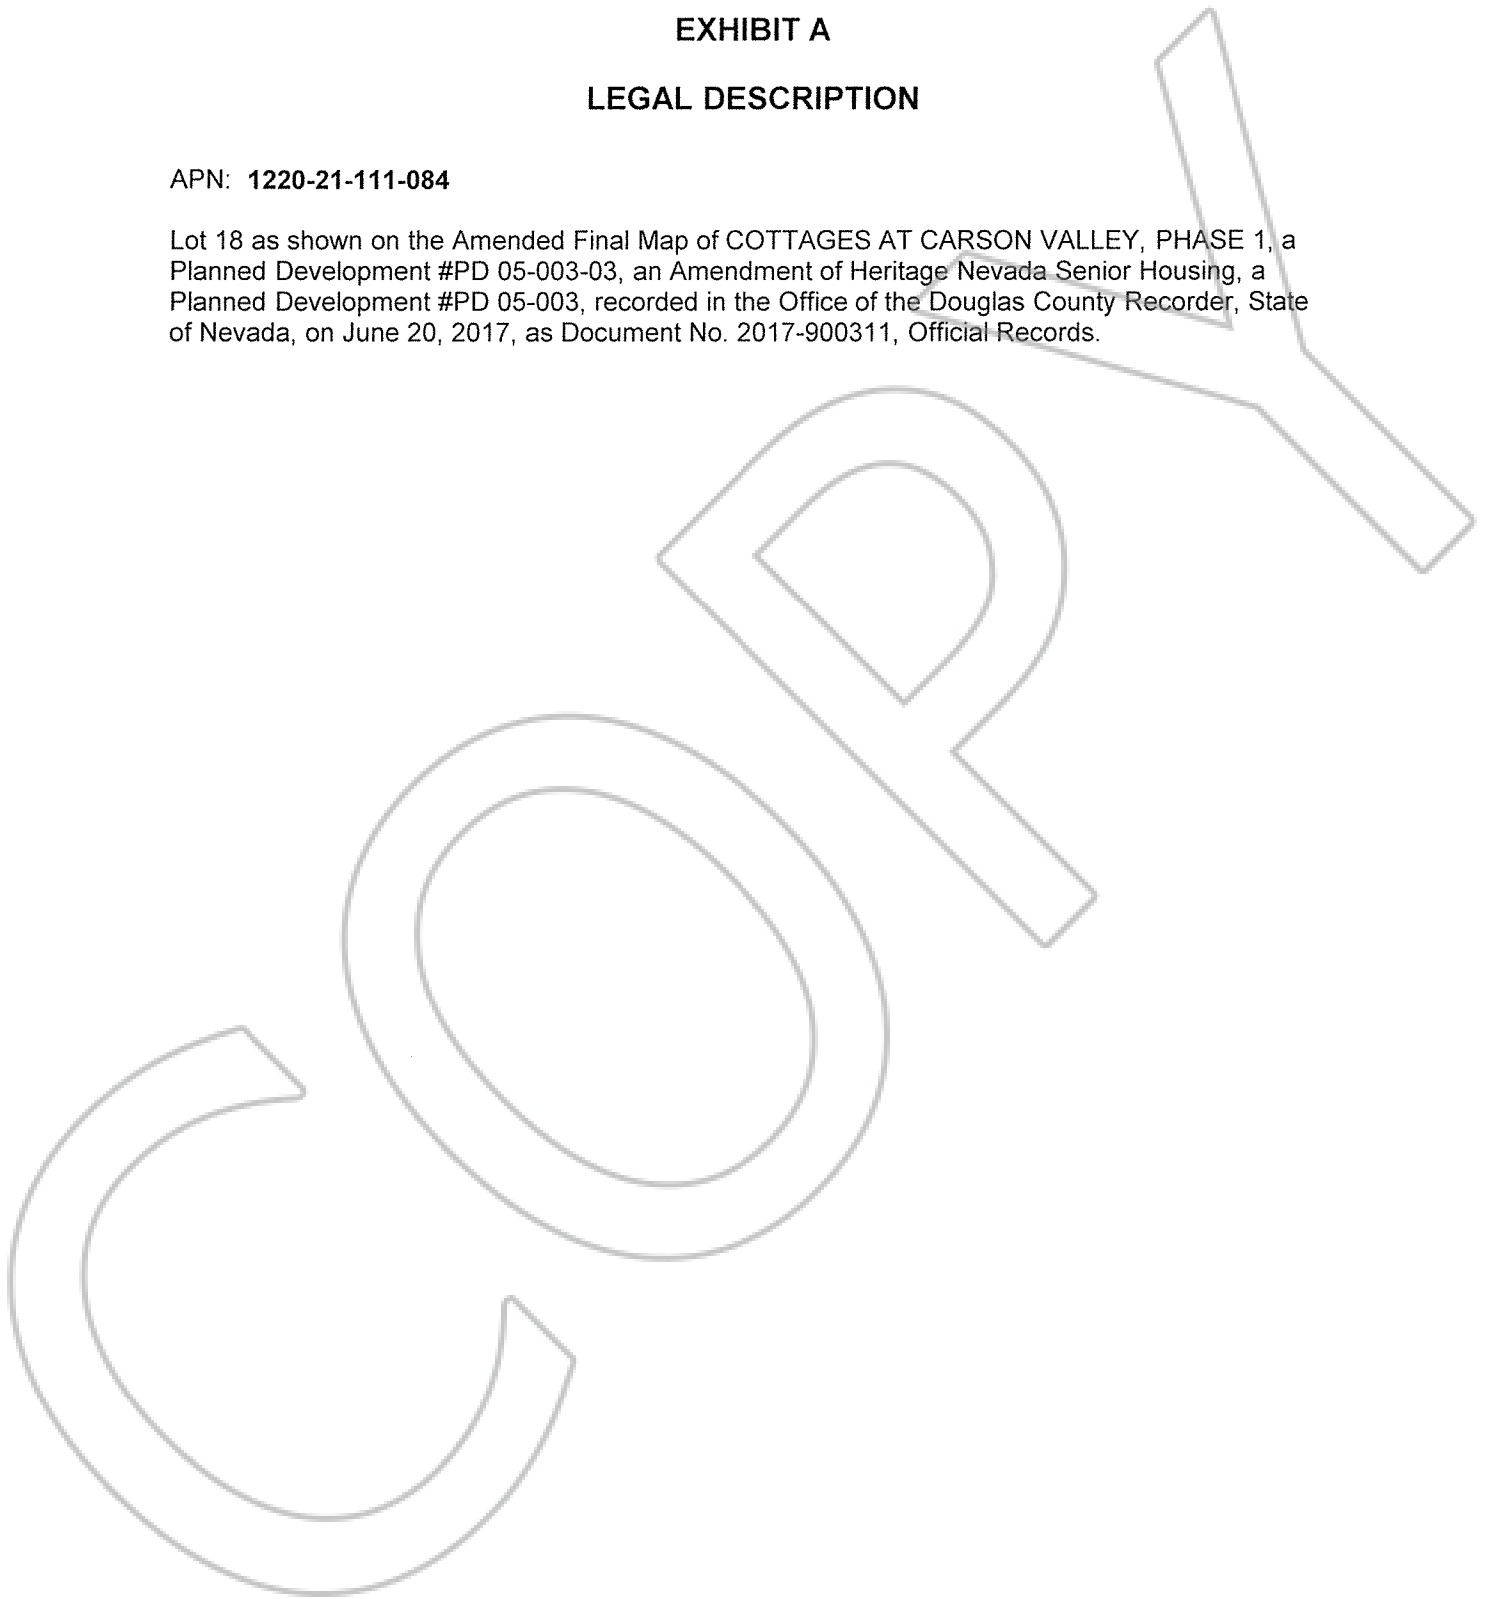 EXHIBIT A
LEGAL DESCRIPTION
APN: 1220-21-111-084
Lot 18 as shown on the Amended Final Map of COTTAGES AT CARSON VALLEY, PHASE 1, a
Planned Development #PD 05-003-03, an Amendment of Heritage Nevada Senior Housing, a
Planned Development #PD 05-003, recorded in the Office of the Douglas County Recorder, State
of Nevada, on June 20, 2017, as Document No. 2017-900311, Official Records.
COPY